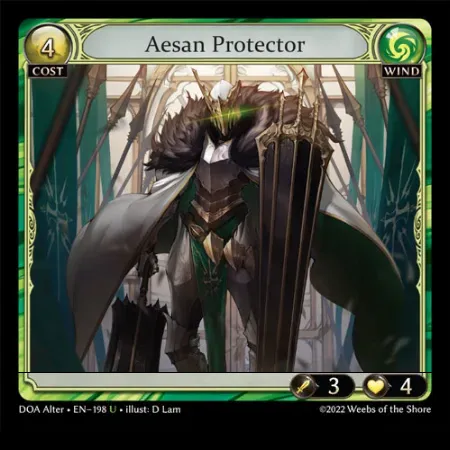 4
Aesan Protector
COST
WIND
3
4
DOA Alter • EN-198 U • illust: D Lam
©2022 Weebs of the Shore